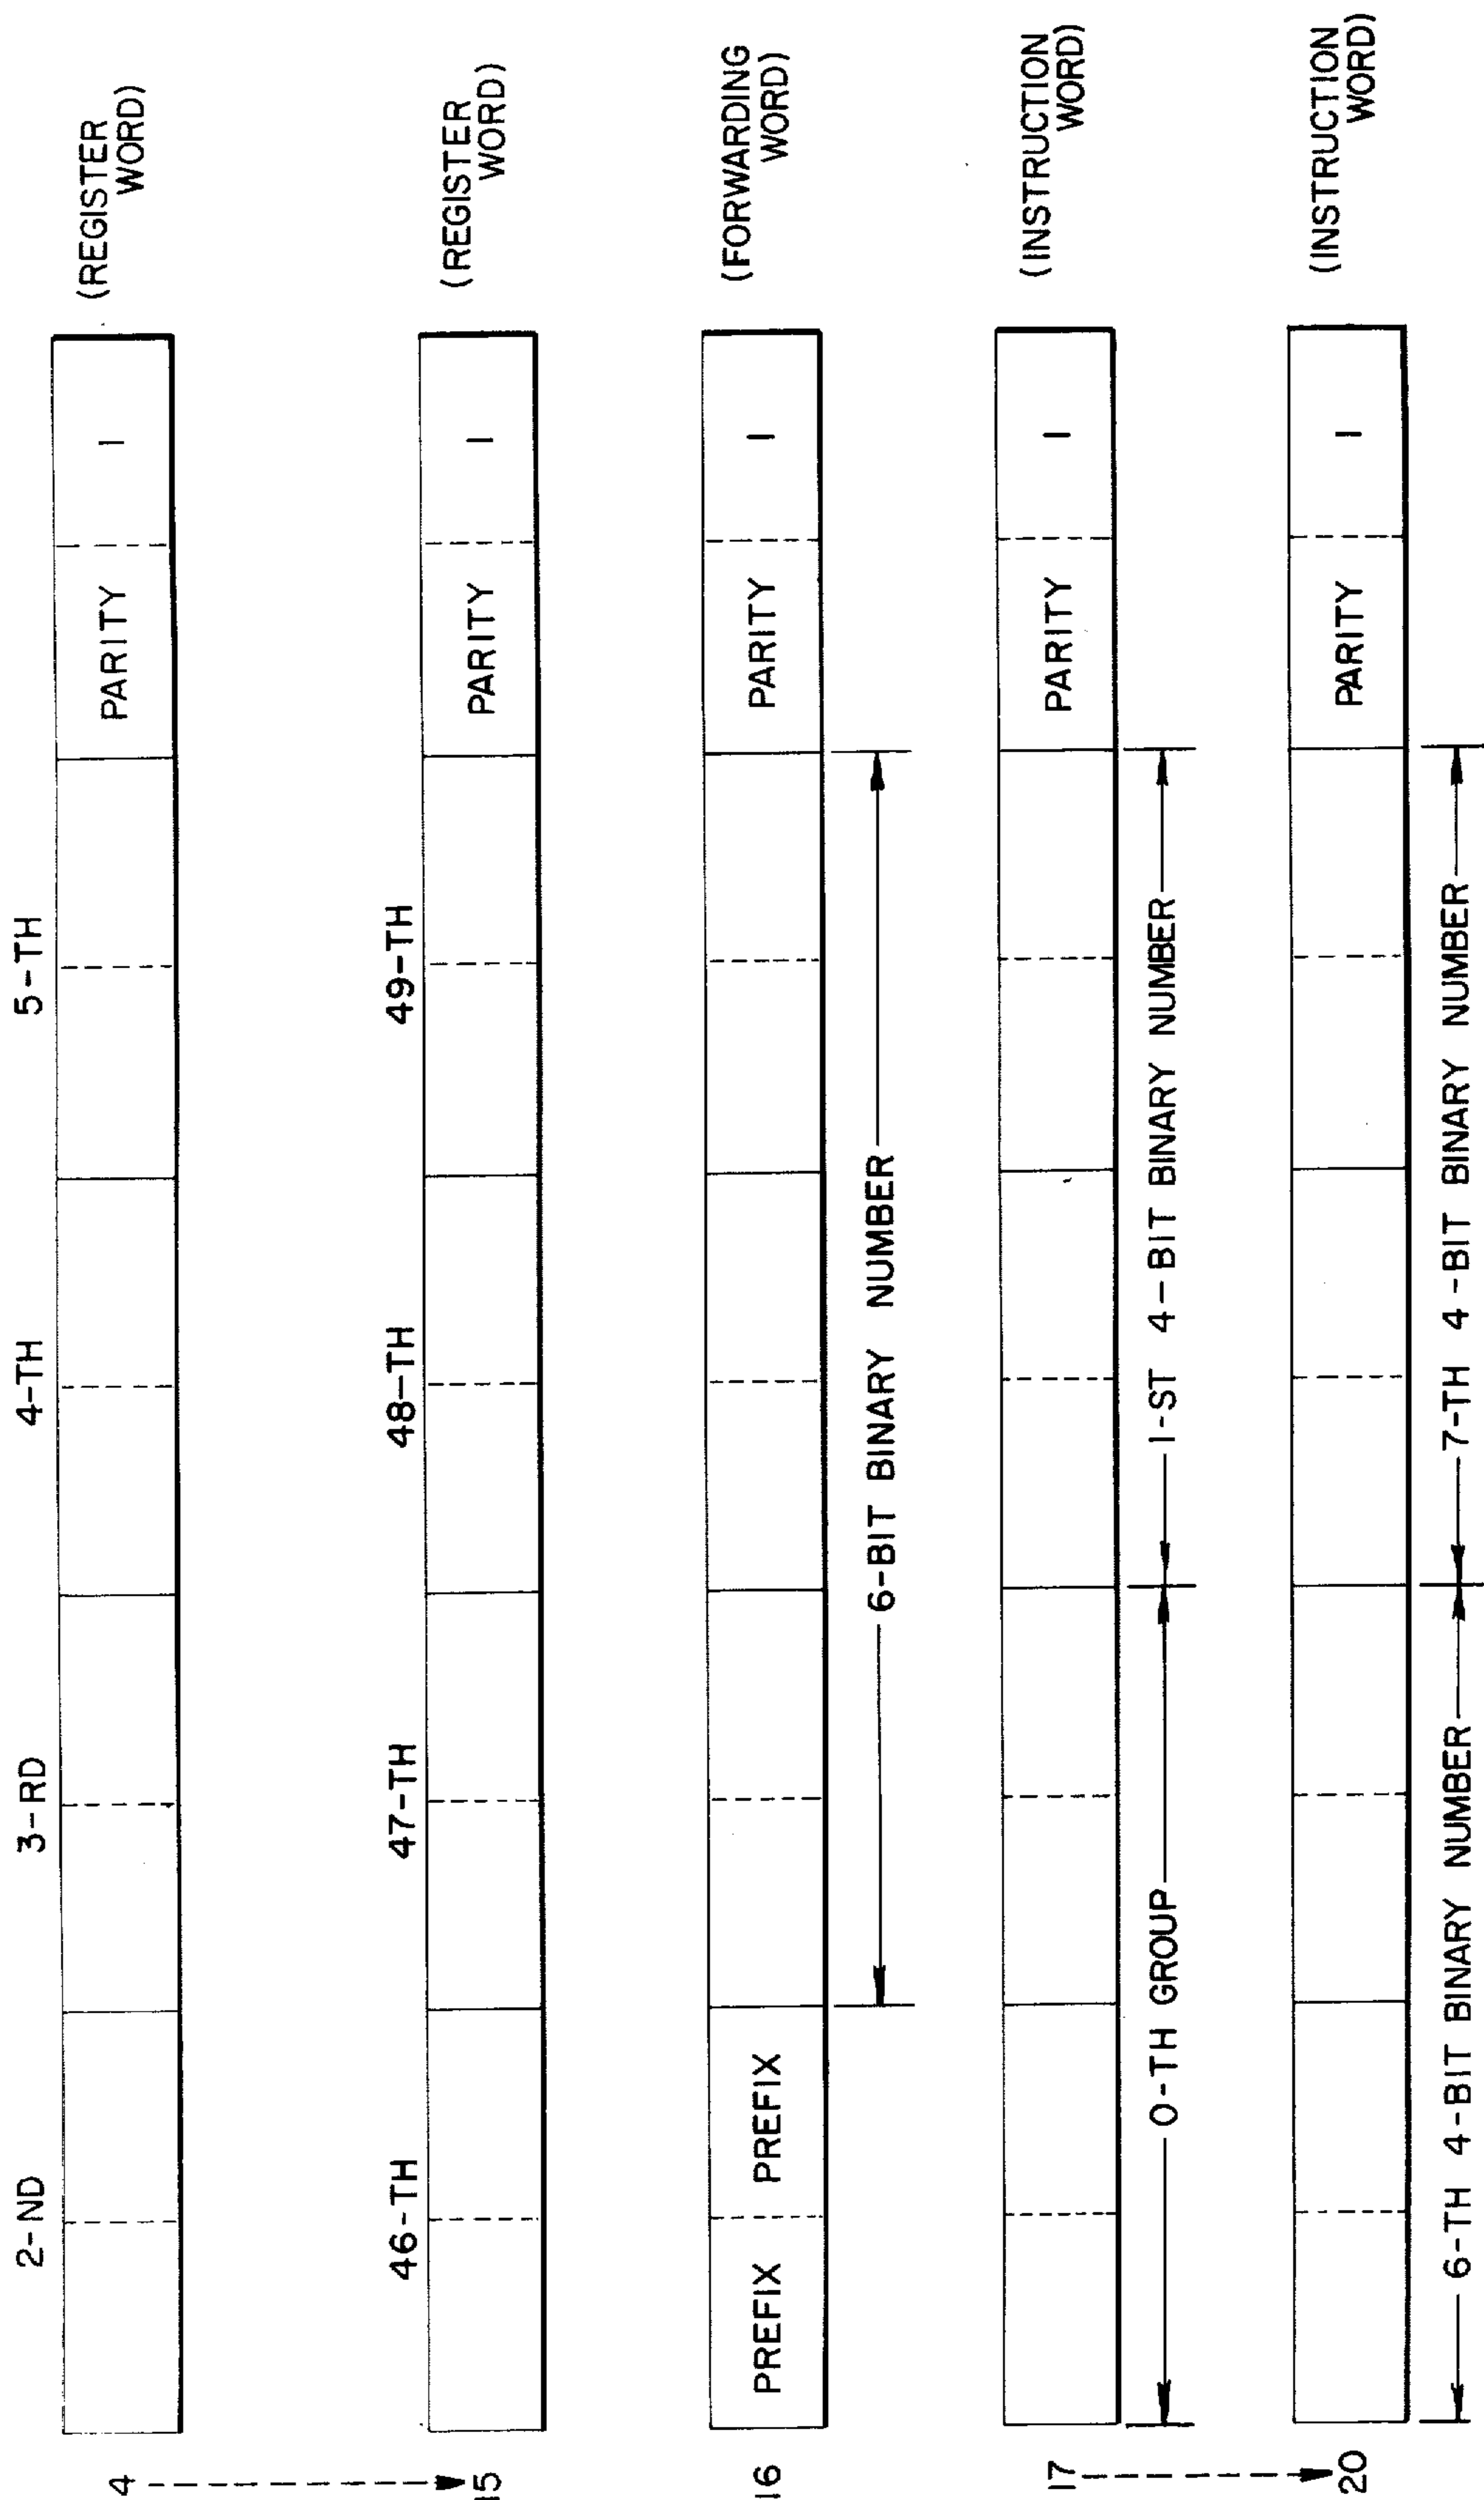 2-ND 3-RD 4-TH 5-TH
4 PARITY 1 (REGISTER
WORD)
46-TH 47-TH 48-TH 49-TH
15 PARITY 1 (REGISTER
WORD)
16 PREFIX PREFIX PARITY 1 (FORWARDING
WORD)
6-BIT BINARY NUMBER
17 PARITY 1 (INSTRUCTION
WORD)
0-TH GROUP 1-ST 4-BIT BINARY NUMBER
20 PARITY 1 (INSTRUCTION
WORD)
6-TH 4-BIT BINARY NUMBER 7-TH 4-BIT BINARY NUMBER